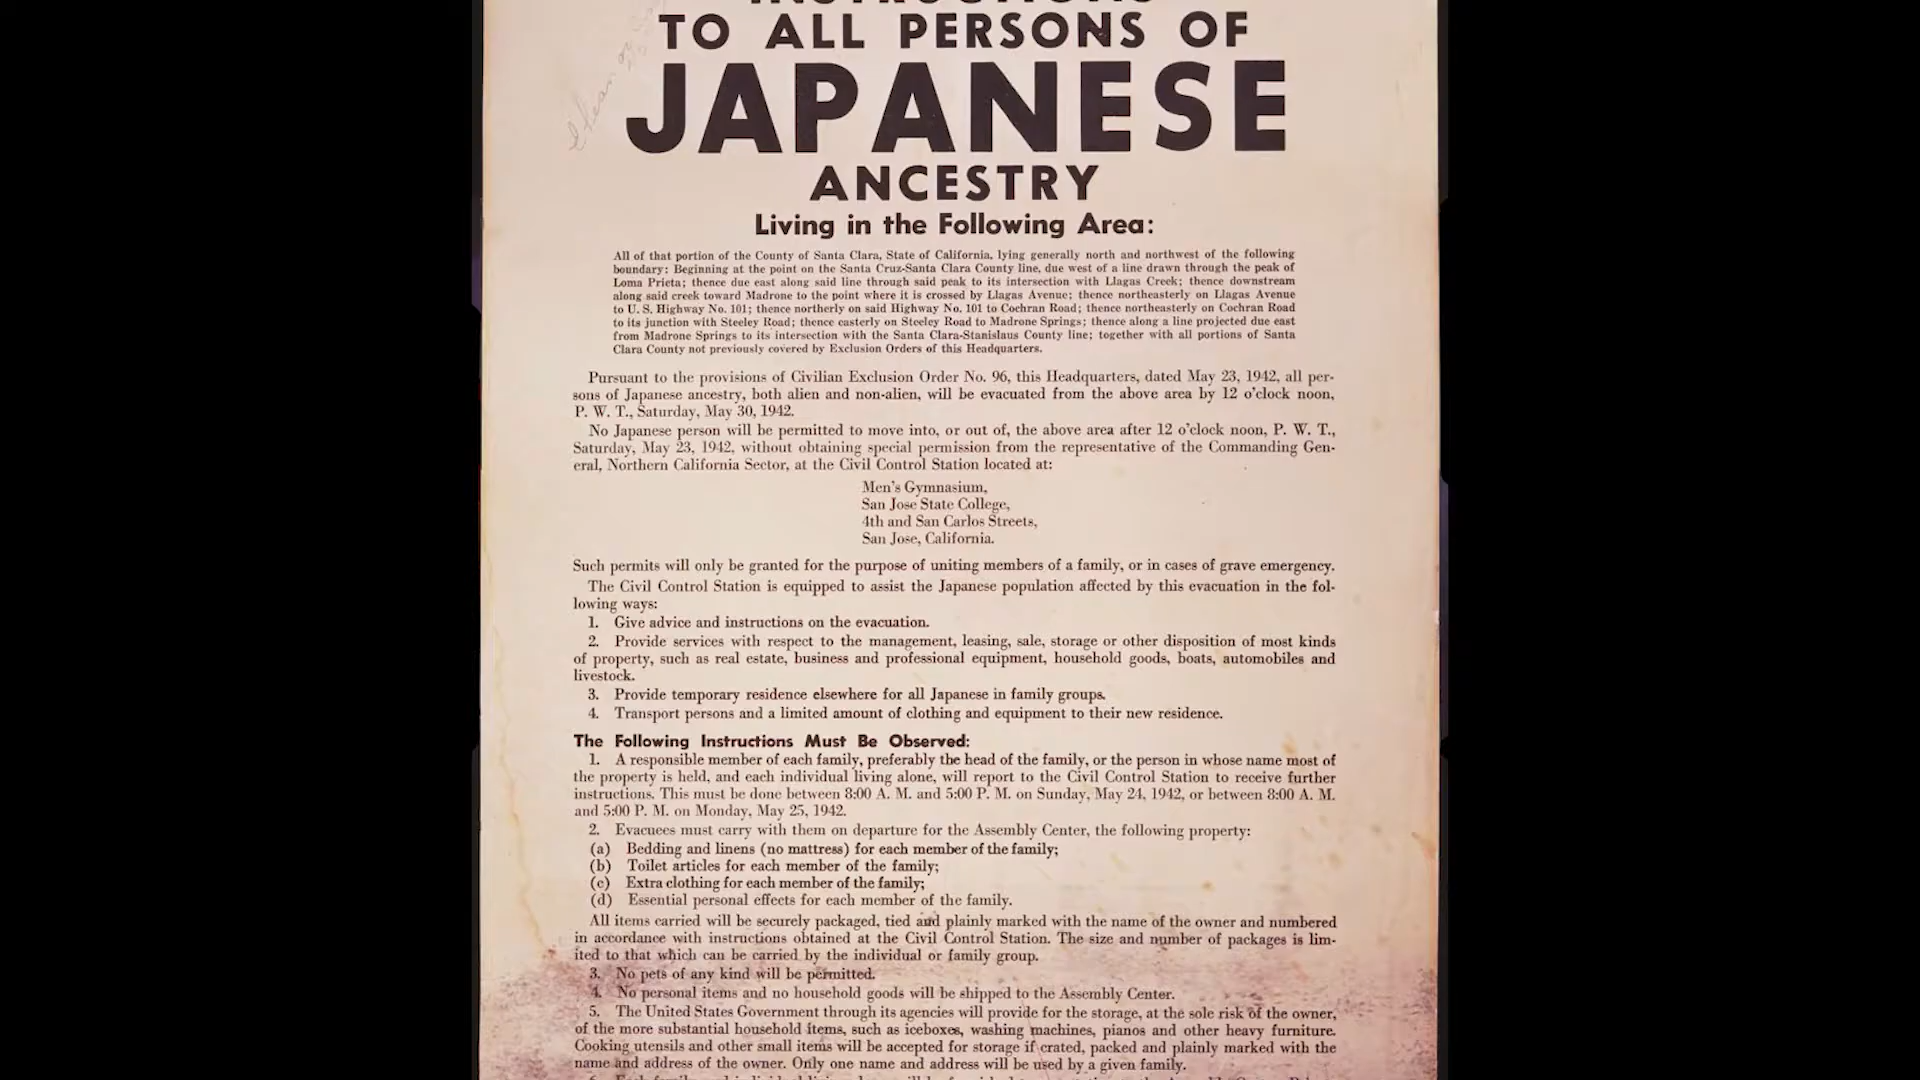 INSTRUCTIONS
TO ALL PERSONS OF
JAPANESE
ANCESTRY
Living in the Following Area:
All of that portion of the County of Santa Clara, State of California, lying generally north and northwest of the following
boundary: Beginning at the point on the Santa Cruz-Santa Clara County line, due west of a line drawn through the peak of
Loma Prieta; thence due east along said line through said peak to its intersection with Llagas Creek; thence downstream
along said creek toward Madrone to the point where it is crossed by Llagas Avenue; thence northeasterly on Llagas Avenue
to U. S. Highway No. 101; thence northerly on said Highway No. 101 to Cochran Road; thence northeasterly on Cochran Road
to its junction with Steeley Road; thence easterly on Steeley Road to Madrone Springs; thence along a line projected due east
from Madrone Springs to its intersection with the Santa Clara-Stanislaus County line; together with all portions of Santa
Clara County not previously covered by Exclusion Orders of this Headquarters.
Pursuant to the provisions of Civilian Exclusion Order No. 96, this Headquarters, dated May 23, 1942, all per-
sons of Japanese ancestry, both alien and non-alien, will be evacuated from the above area by 12 o'clock noon,
P. W. T., Saturday, May 30, 1942.
No Japanese person will be permitted to move into, or out of, the above area after 12 o'clock noon, P. W. T.,
Saturday, May 23, 1942, without obtaining special permission from the representative of the Commanding Gen-
eral, Northern California Sector, at the Civil Control Station located at:
Men's Gymnasium,
San Jose State College,
4th and San Carlos Streets,
San Jose, California.
Such permits will only be granted for the purpose of uniting members of a family, or in cases of grave emergency.
The Civil Control Station is equipped to assist the Japanese population affected by this evacuation in the fol-
lowing ways:
1. Give advice and instructions on the evacuation.
2. Provide services with respect to the management, leasing, sale, storage or other disposition of most kinds
of property, such as real estate, business and professional equipment, household goods, boats, automobiles and
livestock.
3. Provide temporary residence elsewhere for all Japanese in family groups.
4. Transport persons and a limited amount of clothing and equipment to their new residence.
The Following Instructions Must Be Observed:
1. A responsible member of each family, preferably the head of the family, or the person in whose name most of
the property is held, and each individual living alone, will report to the Civil Control Station to receive further
instructions. This must be done between 8:00 A. M. and 5:00 P. M. on Sunday, May 24, 1942, or between 8:00 A. M.
and 5:00 P. M. on Monday, May 25, 1942.
2. Evacuees must carry with them on departure for the Assembly Center, the following property:
(a) Bedding and linens (no mattress) for each member of the family;
(b) Toilet articles for each member of the family;
(c) Extra clothing for each member of the family;
(d) Essential personal effects for each member of the family.
All items carried will be securely packaged, tied and plainly marked with the name of the owner and numbered
in accordance with instructions obtained at the Civil Control Station. The size and number of packages is lim-
ited to that which can be carried by the individual or family group.
3. No pets of any kind will be permitted.
4. No personal items and no household goods will be shipped to the Assembly Center.
5. The United States Government through its agencies will provide for the storage, at the sole risk of the owner,
of the more substantial household items, such as iceboxes, washing machines, pianos and other heavy furniture.
Cooking utensils and other small items will be accepted for storage if crated, packed and plainly marked with the
name and address of the owner. Only one name and address will be used by a given family.